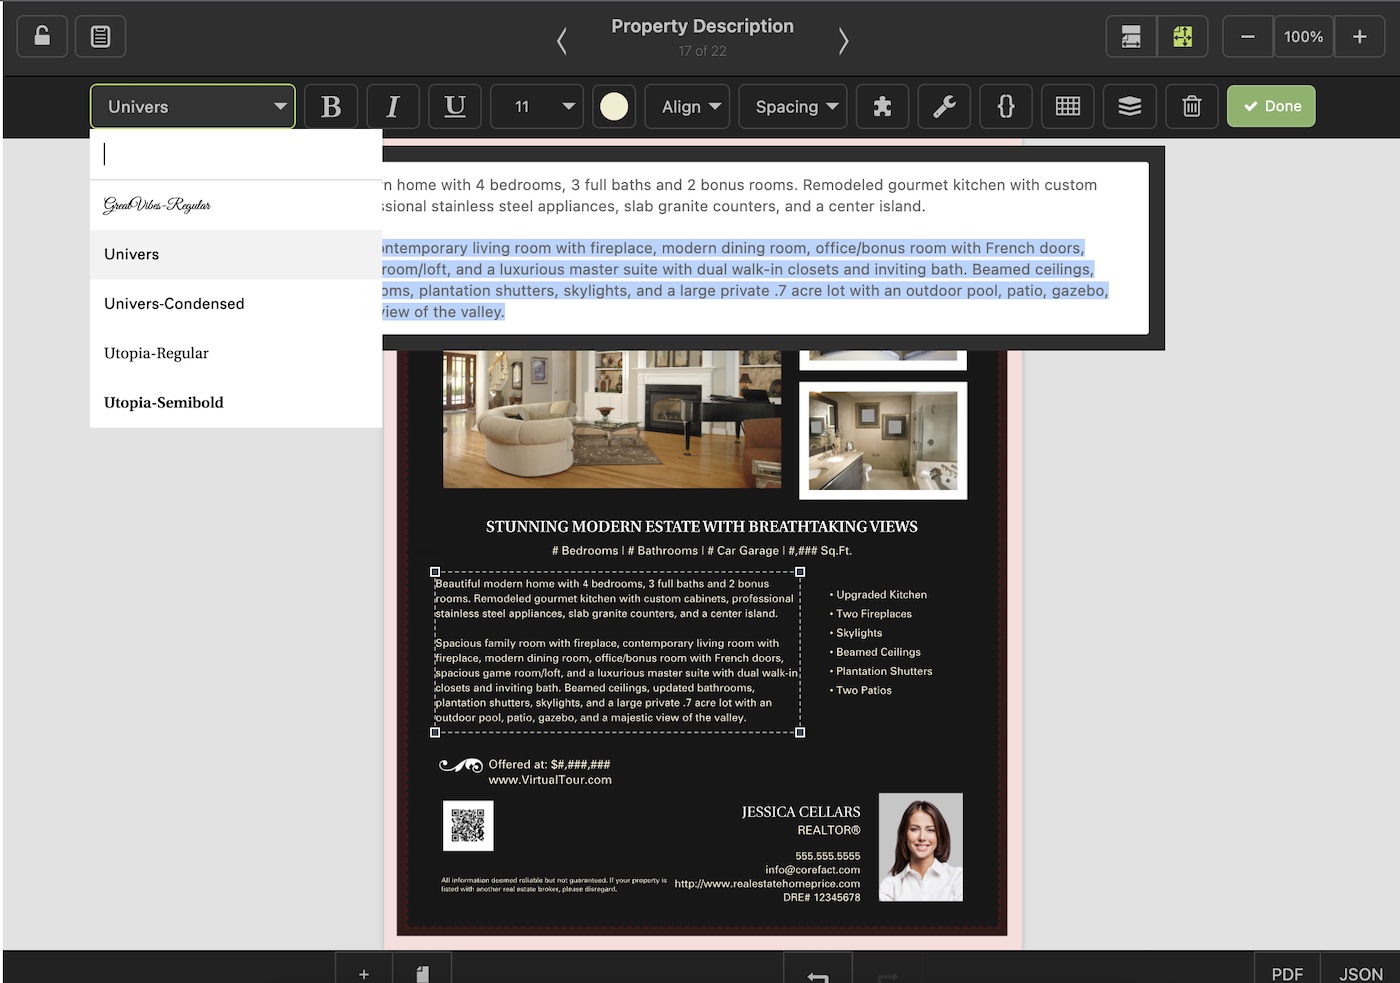 Property Description
17 of 22
100%
Univers
B I U
11
Align
Spacing
{}
Done
GreatVibes-Regular
Univers
Univers-Condensed
Utopia-Regular
Utopia-Semibold
home with 4 bedrooms, 3 full baths and 2 bonus rooms. Remodeled gourmet kitchen with custom
stainless steel appliances, slab granite counters, and a center island.
ontemporary living room with fireplace, modern dining room, office/bonus room with French doors,
room/loft, and a luxurious master suite with dual walk-in closets and inviting bath. Beamed ceilings,
oms, plantation shutters, skylights, and a large private .7 acre lot with an outdoor pool, patio, gazebo,
view of the valley.
STUNNING MODERN ESTATE WITH BREATHTAKING VIEWS
# Bedrooms | # Bathrooms | # Car Garage | #,### Sq.Ft.
Beautiful modern home with 4 bedrooms, 3 full baths and 2 bonus
rooms. Remodeled gourmet kitchen with custom cabinets, professional
stainless steel appliances, slab granite counters, and a center island.
Spacious family room with fireplace, contemporary living room with
fireplace, modern dining room, office/bonus room with French doors,
spacious game room/loft, and a luxurious master suite with dual walk-in
closets and inviting bath. Beamed ceilings, updated bathrooms,
plantation shutters, skylights, and a large private .7 acre lot with an
outdoor pool, patio, gazebo, and a majestic view of the valley.
• Upgraded Kitchen
• Two Fireplaces
• Skylights
• Beamed Ceilings
• Plantation Shutters
• Two Patios
Offered at: $#,###,###
www.VirtualTour.com
JESSICA CELLARS
REALTOR®
555.555.5555
info@corefact.com
http://www.realestatehomeprice.com
DRE# 12345678
All information deemed reliable but not guaranteed. If your property is
listed with another real estate broker, please disregard.
PDF
JSON